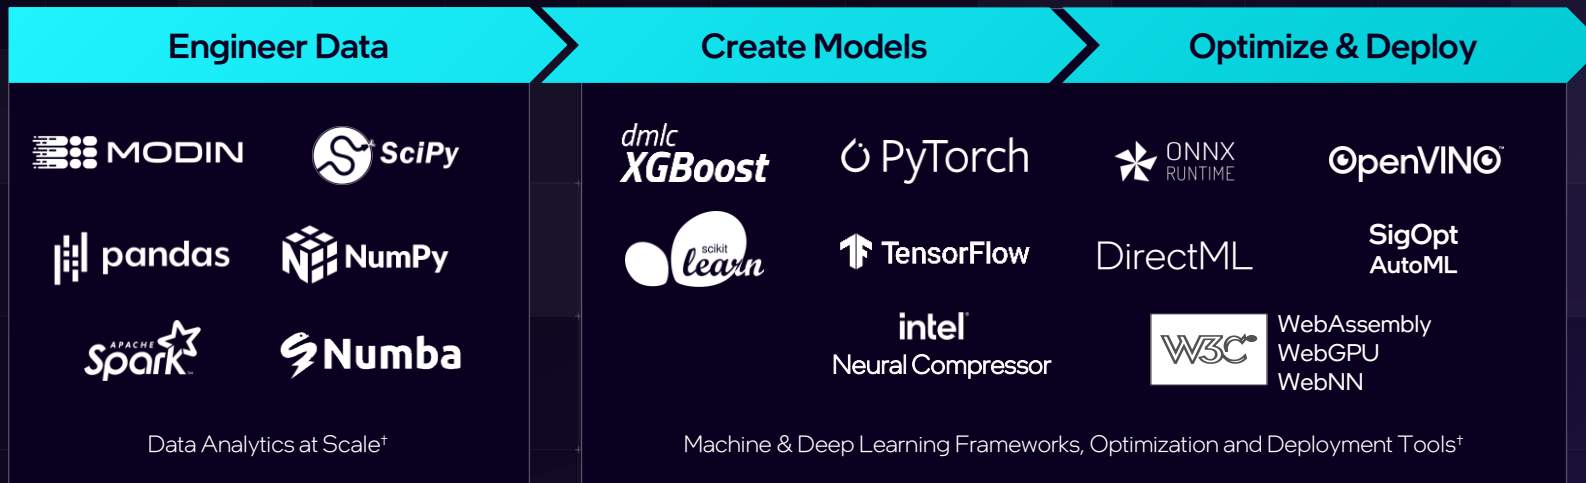 Engineer Data
Create Models
Optimize & Deploy
MODIN
SciPy
pandas
NumPy
APACHE
Spark™
Numba
Data Analytics at Scale†
dmlc
XGBoost
PyTorch
ONNX
RUNTIME
OpenVINO™
scikit
learn
TensorFlow
DirectML
SigOpt
AutoML
intel®
Neural Compressor
W3C
WebAssembly
WebGPU
WebNN
Machine & Deep Learning Frameworks, Optimization and Deployment Tools†